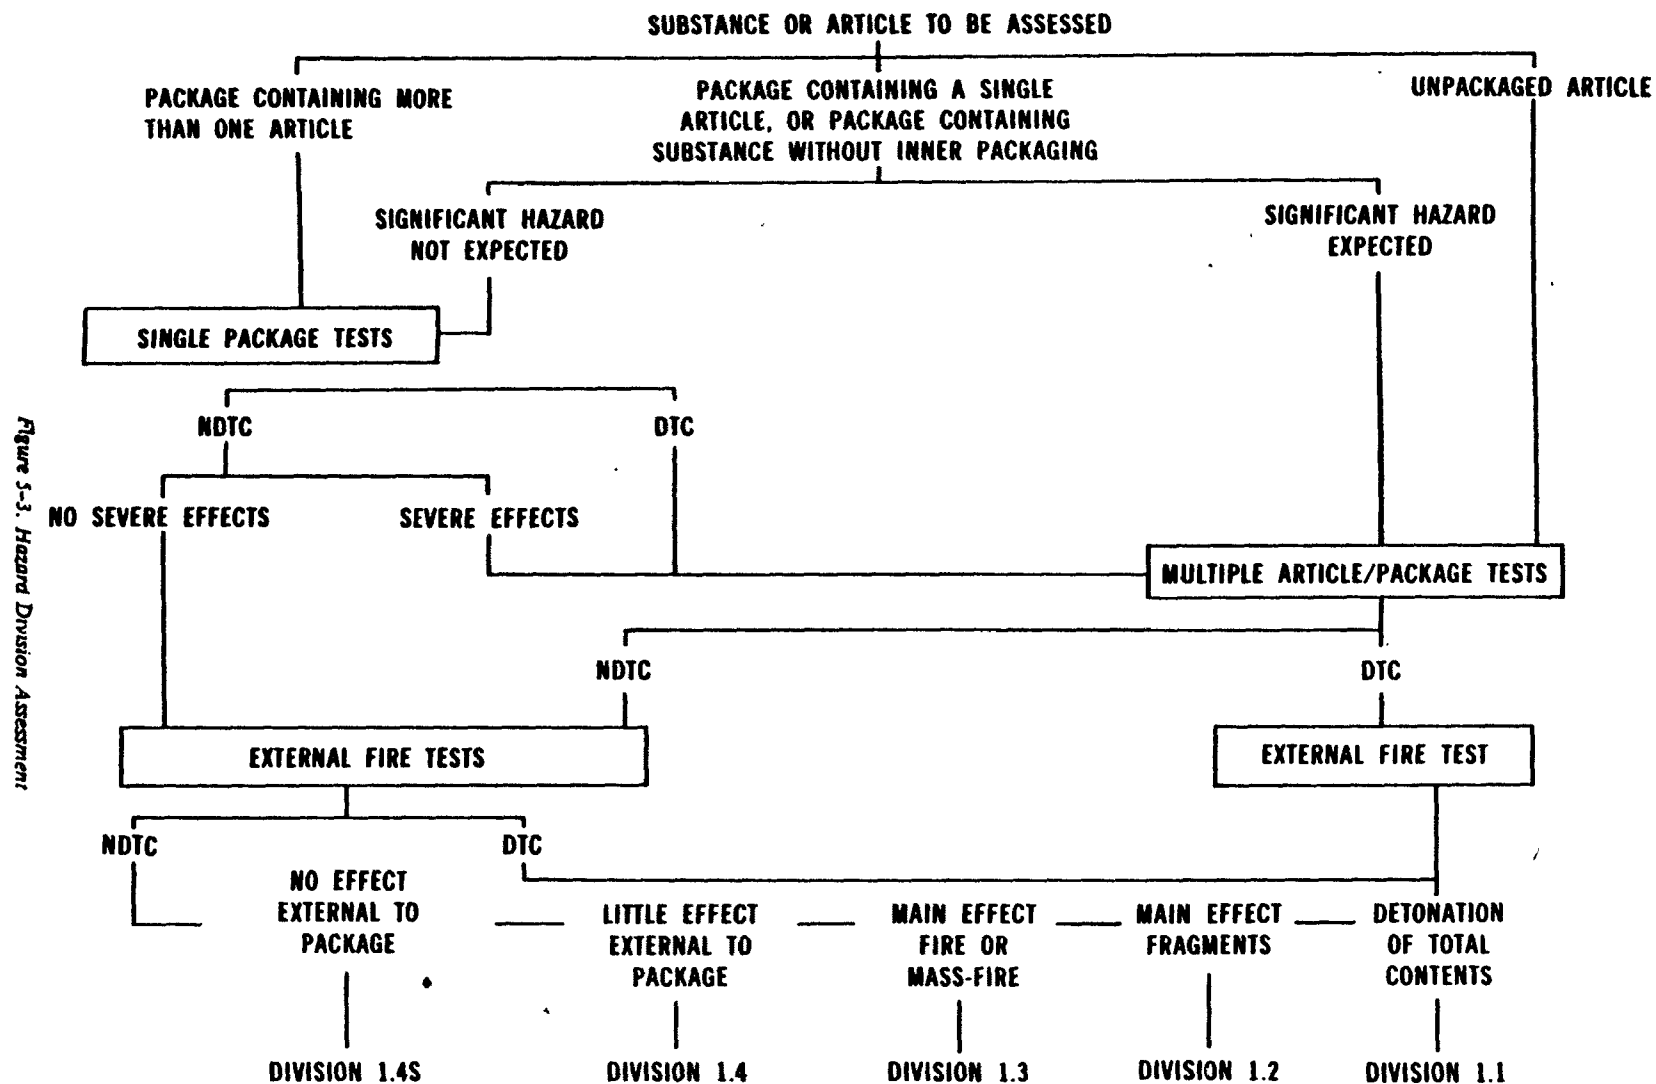 SUBSTANCE OR ARTICLE TO BE ASSESSED
PACKAGE CONTAINING MORE
THAN ONE ARTICLE
PACKAGE CONTAINING A SINGLE
ARTICLE, OR PACKAGE CONTAINING
SUBSTANCE WITHOUT INNER PACKAGING
UNPACKAGED ARTICLE
SIGNIFICANT HAZARD
NOT EXPECTED
SIGNIFICANT HAZARD
EXPECTED
SINGLE PACKAGE TESTS
NDTC
DTC
NO SEVERE EFFECTS
SEVERE EFFECTS
MULTIPLE ARTICLE/PACKAGE TESTS
NDTC
DTC
EXTERNAL FIRE TESTS
EXTERNAL FIRE TEST
NDTC
DTC
NO EFFECT
EXTERNAL TO
PACKAGE
LITTLE EFFECT
EXTERNAL TO
PACKAGE
MAIN EFFECT
FIRE OR
MASS-FIRE
MAIN EFFECT
FRAGMENTS
DETONATION
OF TOTAL
CONTENTS
DIVISION 1.4S
DIVISION 1.4
DIVISION 1.3
DIVISION 1.2
DIVISION 1.1
Figure 5-3. Hazard Division Assessment